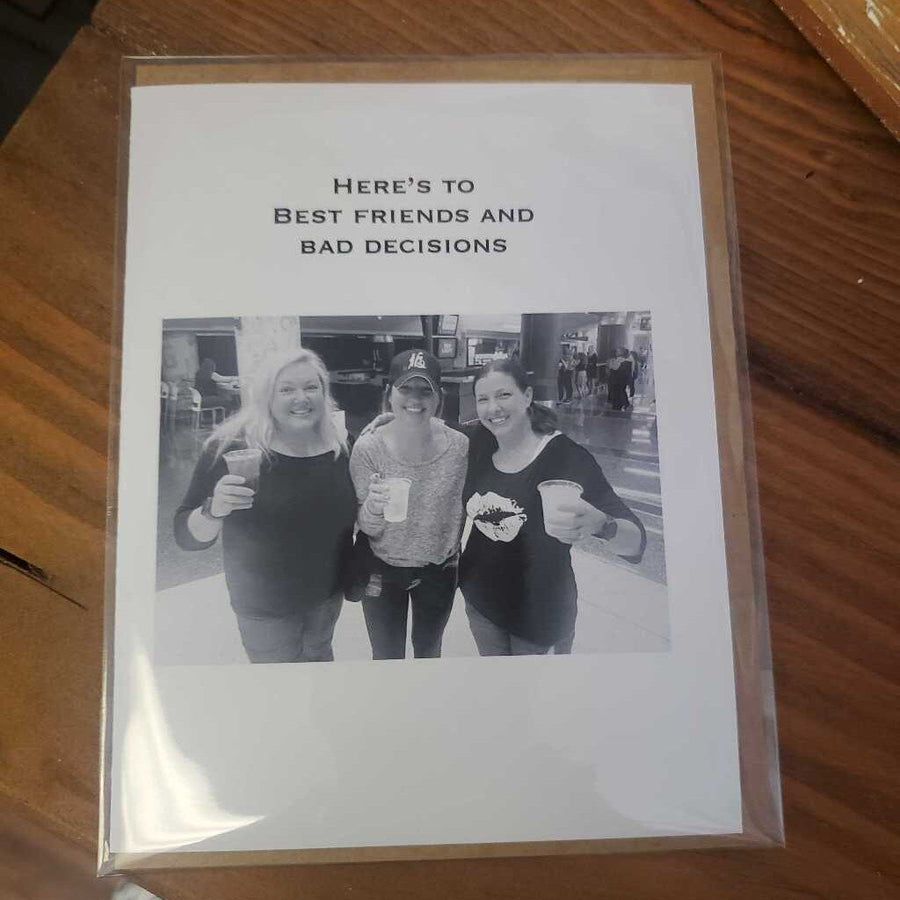 Here's to
Best friends and
bad decisions